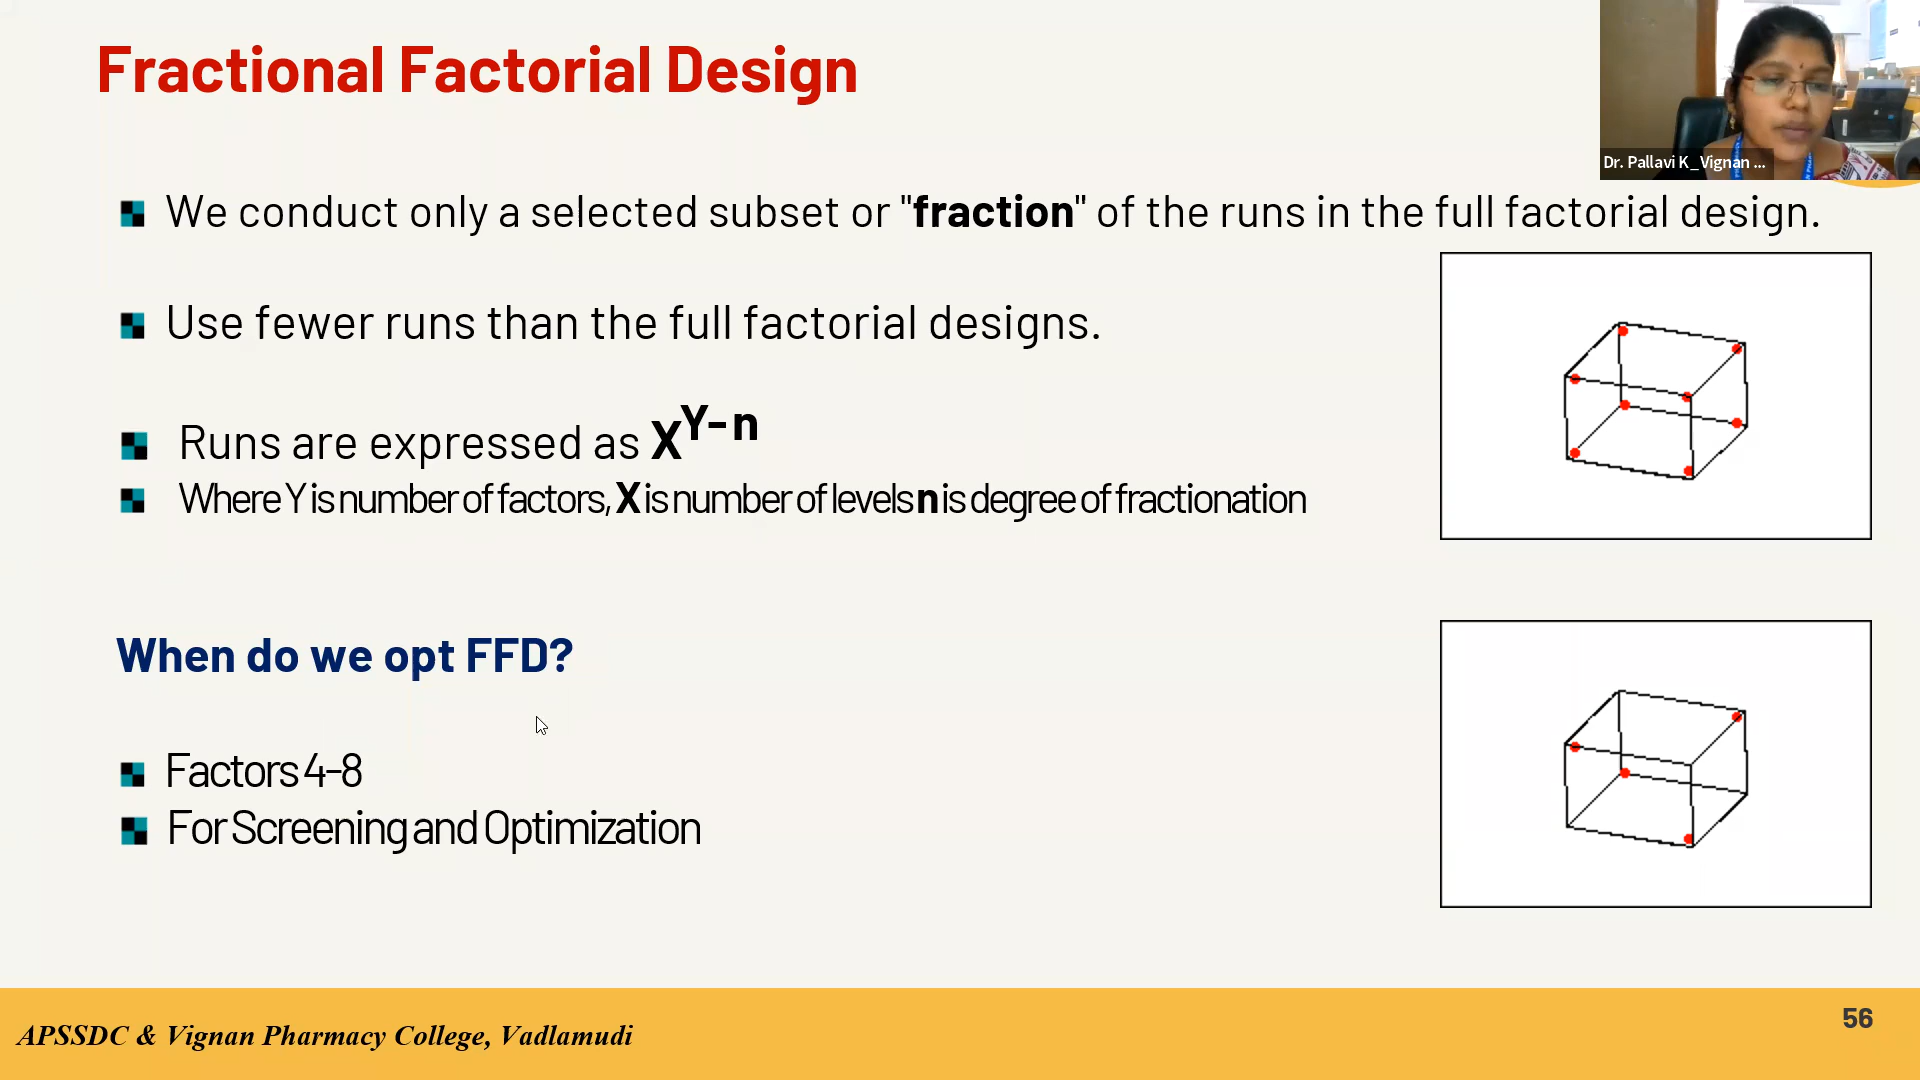 Fractional Factorial Design
Dr. Pallavi K_Vignan ...
We conduct only a selected subset or "fraction" of the runs in the full factorial design.
Use fewer runs than the full factorial designs.
Runs are expressed as X^Y-n
Where Y is number of factors, X is number of levels n is degree of fractionation
When do we opt FFD?
Factors 4-8
For Screening and Optimization
APSSDC & Vignan Pharmacy College, Vadlamudi
56